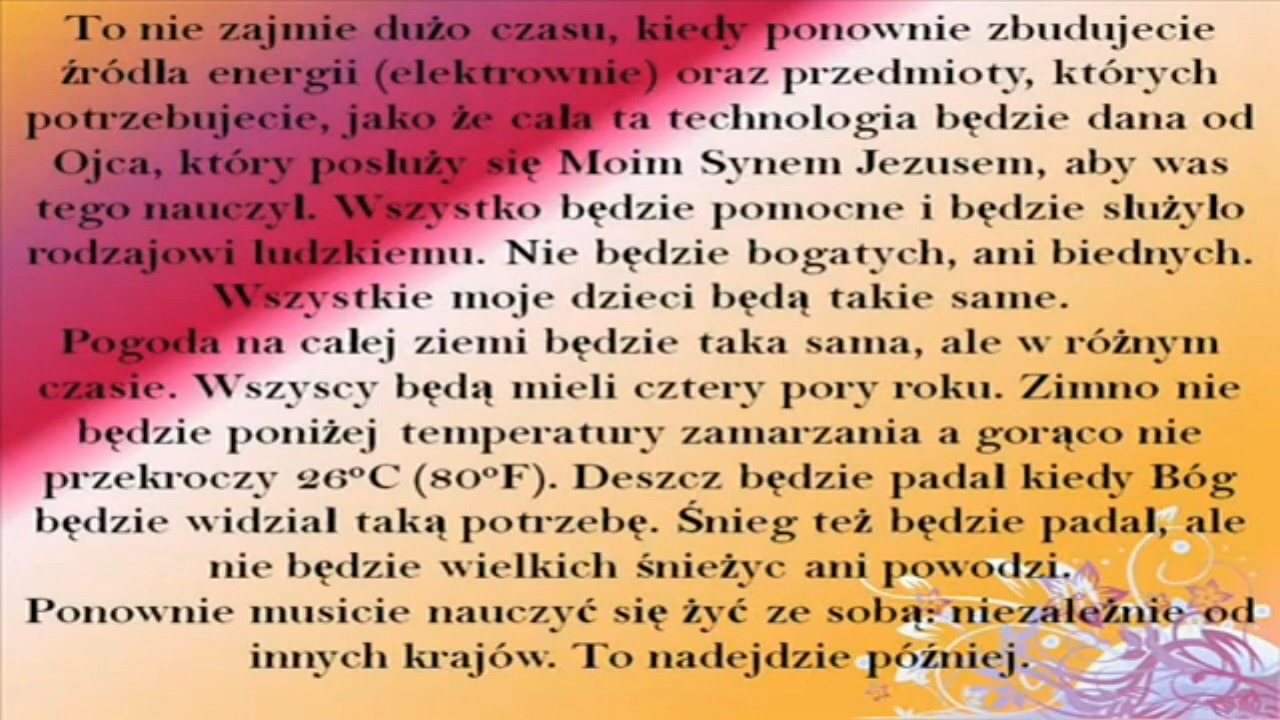 To nie zajmie dużo czasu, kiedy ponownie zbudujecie
źródła energii (elektrownie) oraz przedmioty, których
potrzebujecie, jako że cała ta technologia będzie dana od
Ojca, który posłuży się Moim Synem Jezusem, aby was
tego nauczył. Wszystko będzie pomocne i będzie służyło
rodzajowi ludzkiemu. Nie będzie bogatych, ani biednych.
Wszystkie moje dzieci będą takie same.
Pogoda na całej ziemi będzie taka sama, ale w różnym
czasie. Wszyscy będą mieli cztery pory roku. Zimno nie
będzie poniżej temperatury zamarzania a gorąco nie
przekroczy 26ºC (80ºF). Deszcz będzie padał kiedy Bóg
będzie widział taką potrzebę. Śnieg też będzie padał, ale
nie będzie wielkich śnieżyc ani powodzi.
Ponownie musicie nauczyć się żyć ze sobą: niezależnie od
innych krajów. To nadejdzie później.